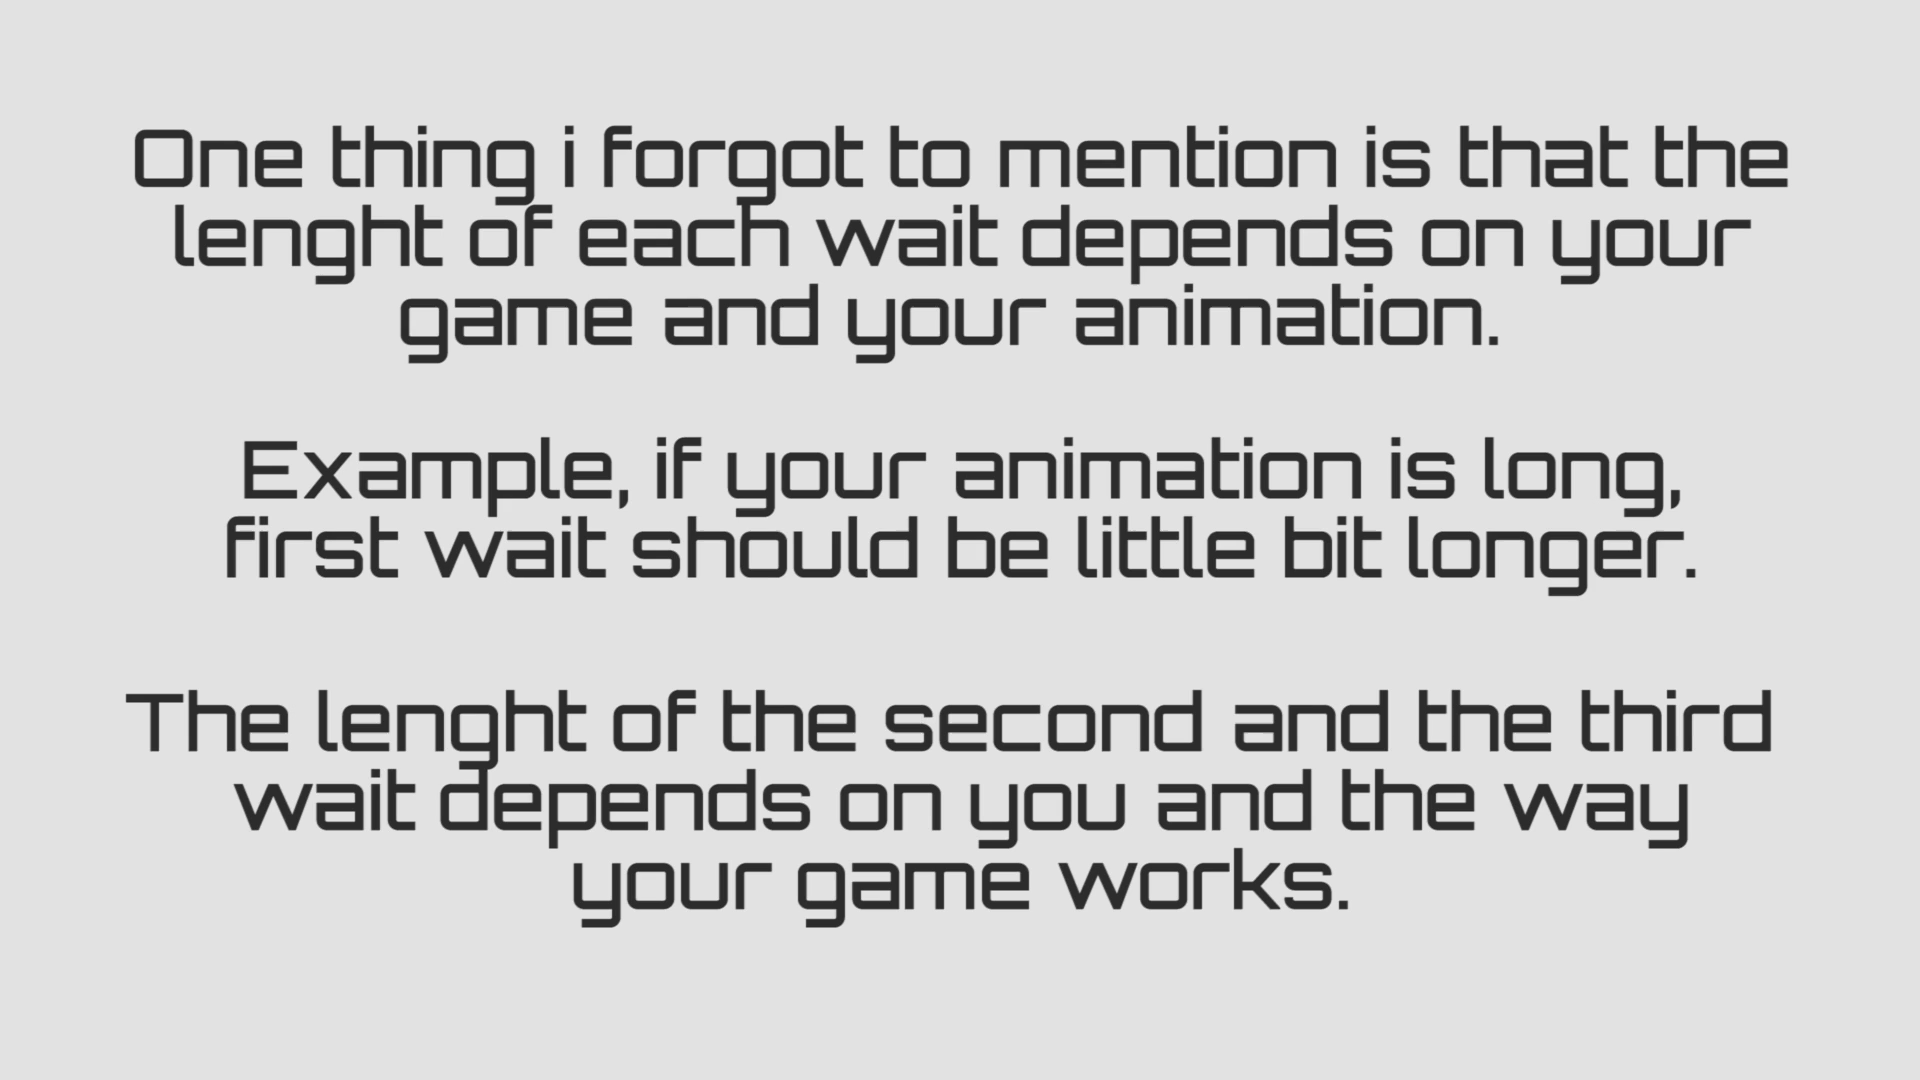 One thing i forgot to mention is that the
lenght of each wait depends on your
game and your animation.
Example, if your animation is long,
first wait should be little bit longer.
The lenght of the second and the third
wait depends on you and the way
your game works.